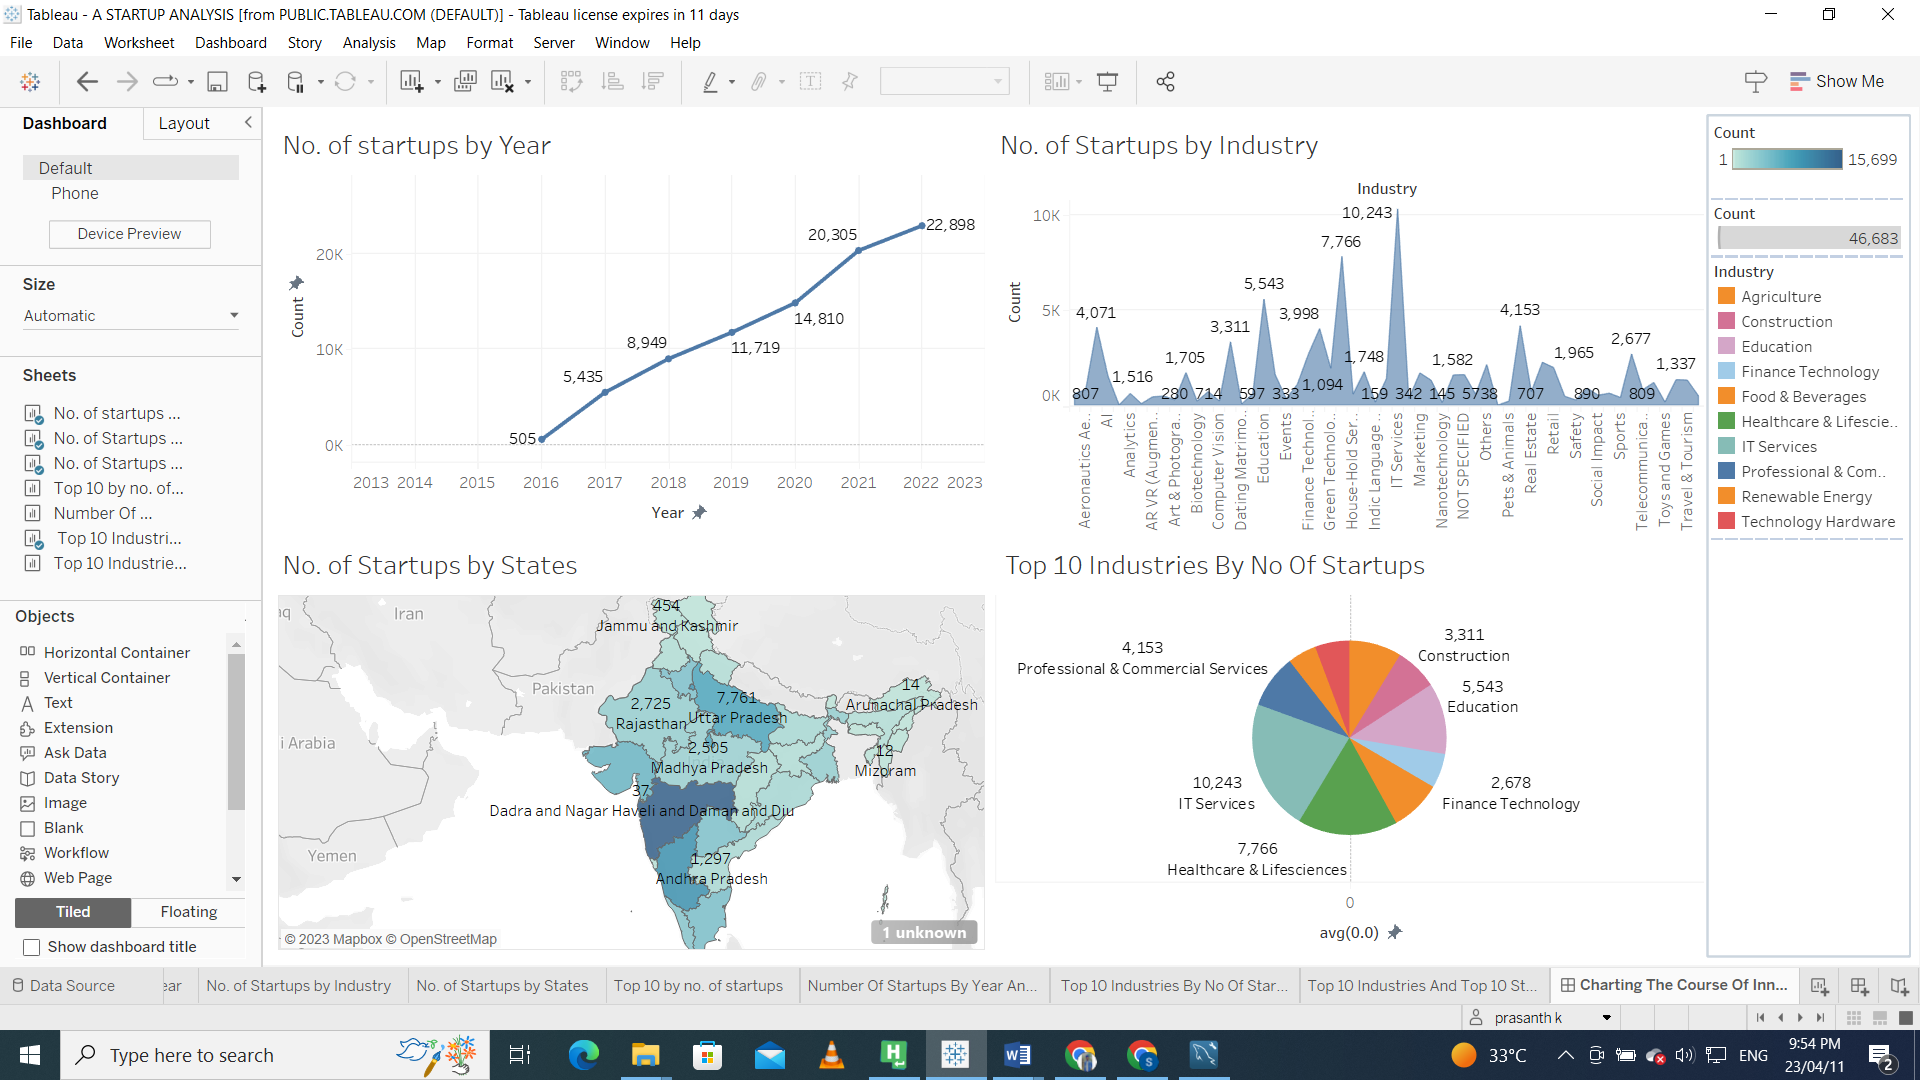 Tableau - A STARTUP ANALYSIS [from PUBLIC.TABLEAU.COM (DEFAULT)] - Tableau license expires in 11 days
File Data Worksheet Dashboard Story Analysis Map Format Server Window Help
Show Me
Dashboard Layout
Default
Phone
Device Preview
Size
Automatic
Sheets
No. of startups ...
No. of Startups ...
No. of Startups ...
Top 10 by no. of...
Number Of ...
Top 10 Industri...
Top 10 Industrie...
Objects
Horizontal Container
Vertical Container
Text
Extension
Ask Data
Data Story
Image
Blank
Workflow
Web Page
Tiled Floating
Show dashboard title
No. of startups by Year
Count
20K
10K
0K
505
5,435
8,949
11,719
14,810
20,305
22,898
2013 2014 2015 2016 2017 2018 2019 2020 2021 2022 2023
Year
No. of Startups by Industry
Industry
Count
10K
5K
0K
10,243
7,766
5,543
4,071
3,311
3,998
4,153
1,516
1,705
1,748
1,582
1,965
2,677
1,337
807 280 714 597 333 1,094 159 342 145 5738 707 890 809
Aeronautics Ae..
AI
Analytics
AR VR (Augmen..
Art & Photogra..
Biotechnology
Computer Vision
Dating Matrimo..
Education
Events
Finance Technol..
Green Technolo..
House-Hold Ser..
Indic Language..
IT Services
Marketing
Nanotechnology
NOT SPECIFIED
Others
Pets & Animals
Real Estate
Retail
Safety
Social Impact
Sports
Telecommunica..
Toys and Games
Travel & Tourism
No. of Startups by States
Iran
Pakistan
i Arabia
Yemen
454
Jammu and Kashmir
2,725
Rajasthan
7,761
Uttar Pradesh
14
Arunachal Pradesh
2,505
Madhya Pradesh
12
Mizoram
37
Dadra and Nagar Haveli and Daman and Diu
1,297
Andhra Pradesh
1 unknown
© 2023 Mapbox © OpenStreetMap
Top 10 Industries By No Of Startups
3,311
Construction
4,153
Professional & Commercial Services
5,543
Education
10,243
IT Services
2,678
Finance Technology
7,766
Healthcare & Lifesciences
0
avg(0.0)
Count
1 15,699
Count
46,683
Industry
Agriculture
Construction
Education
Finance Technology
Food & Beverages
Healthcare & Lifescie..
IT Services
Professional & Com..
Renewable Energy
Technology Hardware
Data Source ear No. of Startups by Industry No. of Startups by States Top 10 by no. of startups Number Of Startups By Year An... Top 10 Industries By No Of Star... Top 10 Industries And Top 10 St... Charting The Course Of Inn...
prasanth k
Type here to search
33°C
ENG
9:54 PM
23/04/11
2